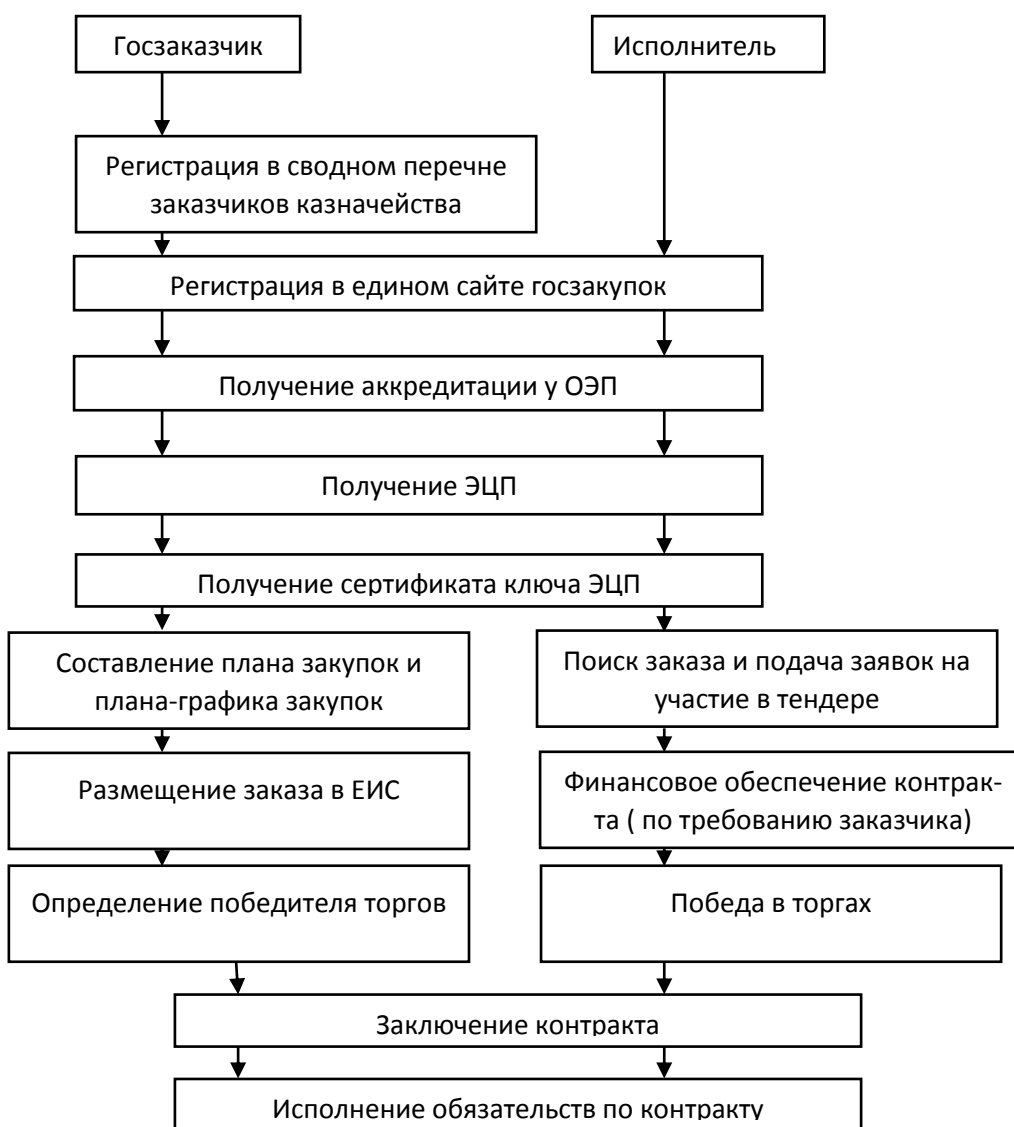 Госзаказчик
Исполнитель
Регистрация в сводном перечне
заказчиков казначейства
Регистрация в едином сайте госзакупок
Получение аккредитации у ОЭП
Получение ЭЦП
Получение сертификата ключа ЭЦП
Составление плана закупок и
плана-графика закупок
Поиск заказа и подача заявок на
участие в тендере
Размещение заказа в ЕИС
Финансовое обеспечение контрак-
та ( по требованию заказчика)
Определение победителя торгов
Победа в торгах
Заключение контракта
Исполнение обязательств по контракту